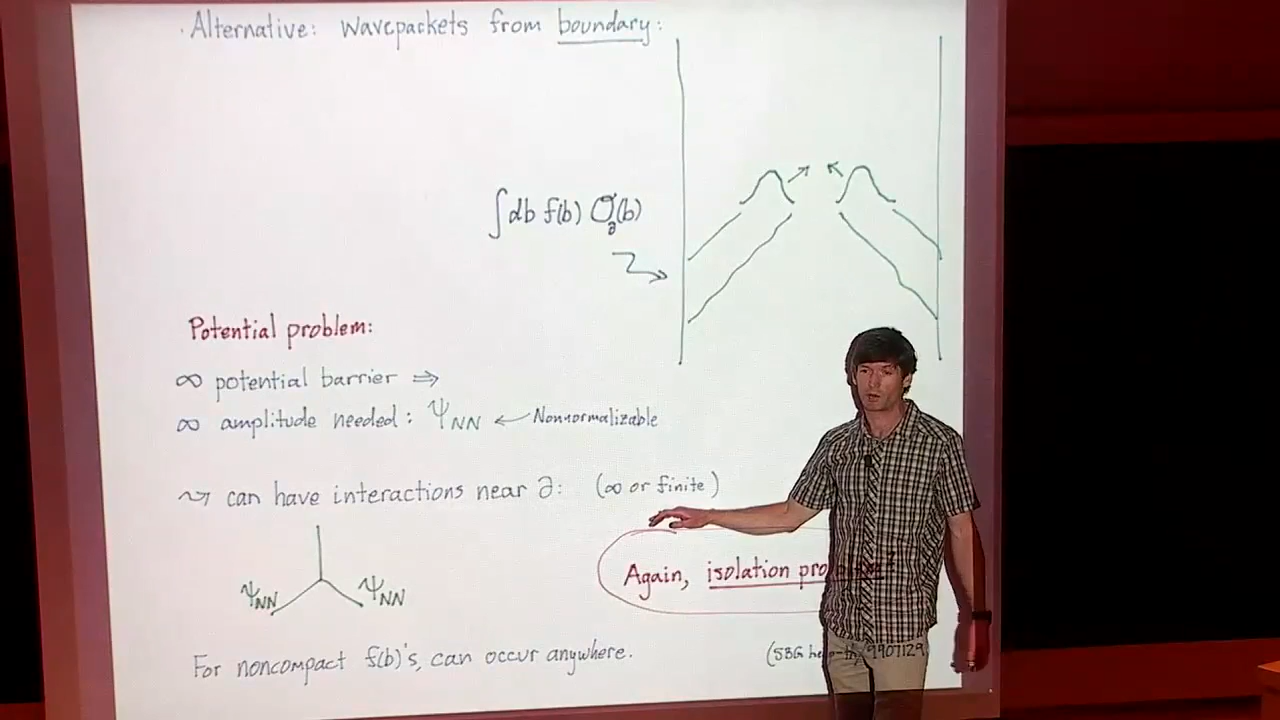 · Alternative: Wavepackets from boundary:
∫db f(b) O∂(b)
Potential problem:
∞ potential barrier ⇒
∞ amplitude needed: ΨNN ← Nonnormalizable
⇝ can have interactions near ∂: (∞ or finite)
ΨNN ΨNN
Again, isolation
For noncompact f(b)'s, can occur anywhere.
(SBG 9907129